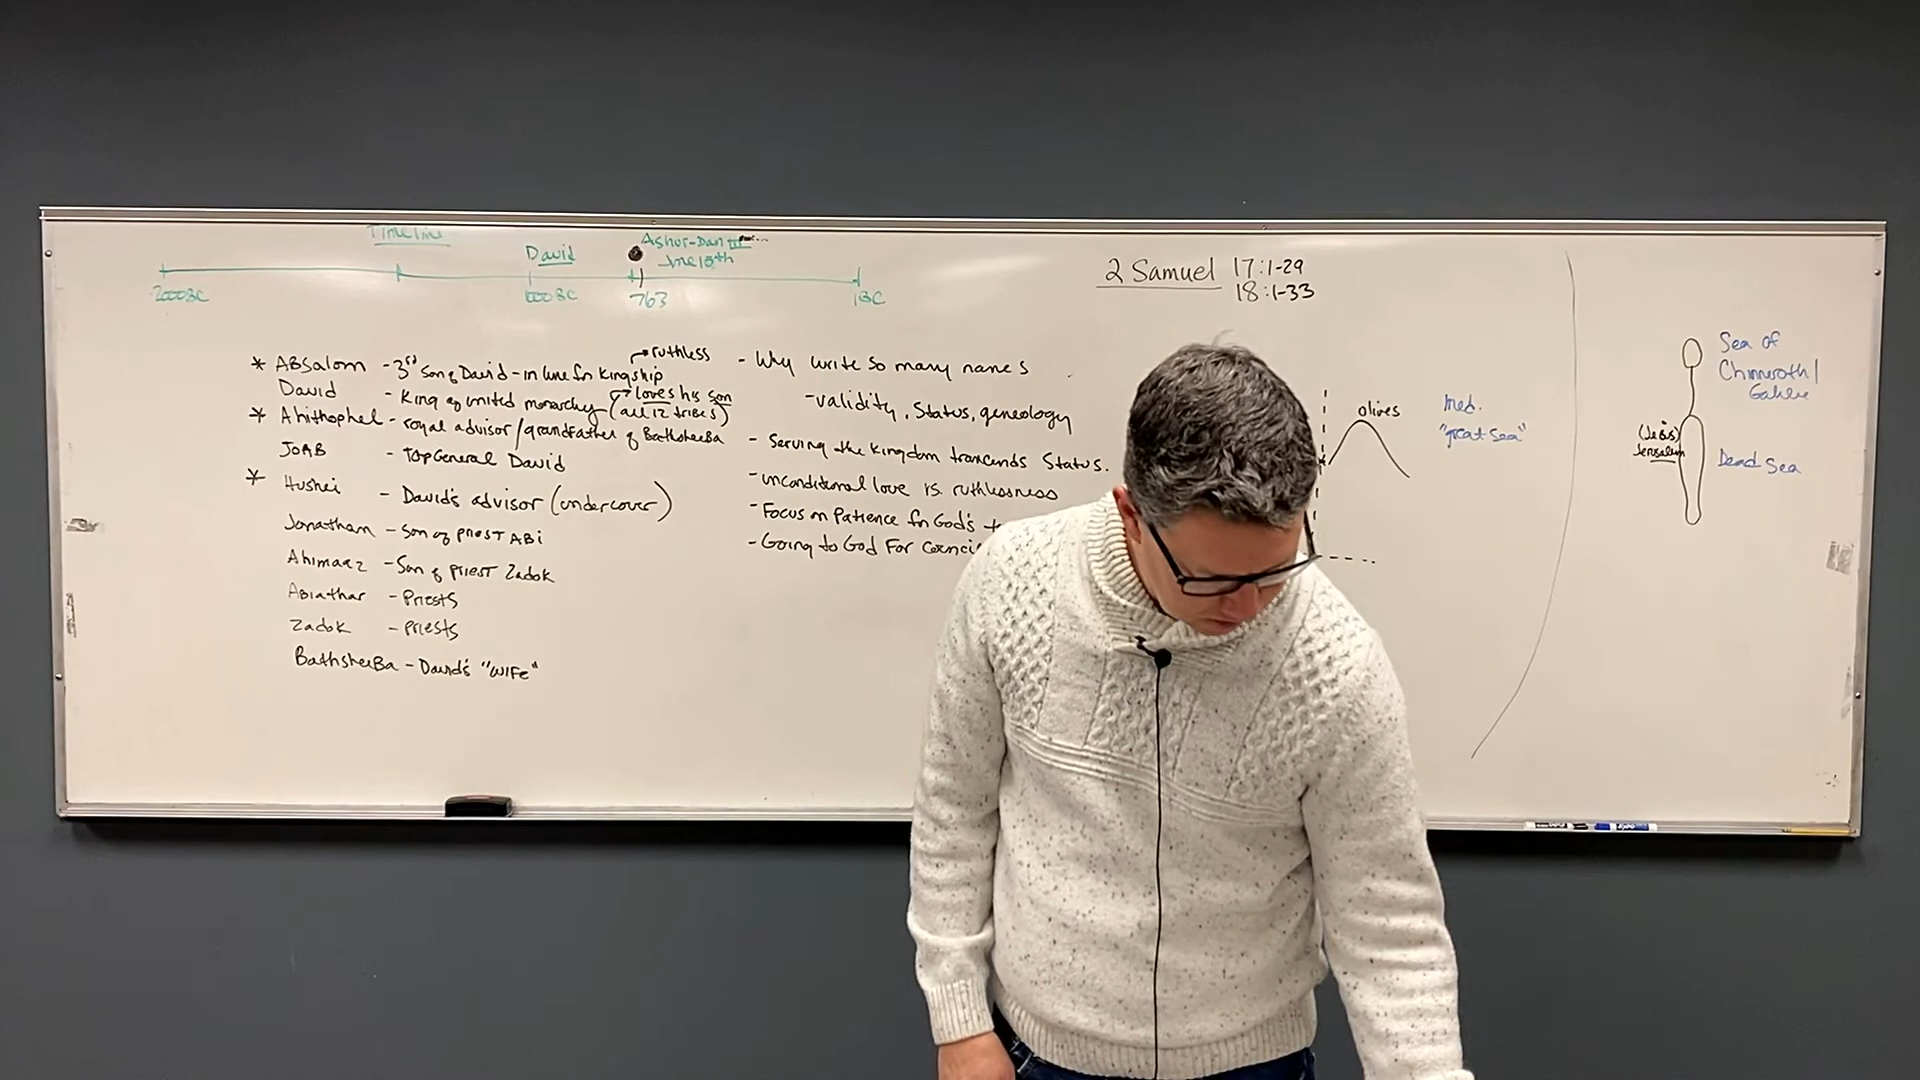 Timeline
David
Ashur-Dan III
June 15th
2000BC
1000BC
763
1BC
2 Samuel 17:1-29
18:1-33
* ABSalom - 3rd Son of David - in line for Kingship
ruthless
David - King of united monarchy (all 12 tribes)
loves his son
* Ahithophel - royal advisor/grandfather of BathsheBa
JOAB - Top General David
* Hushei - David's advisor (undercover)
Jonathan - Son of priest ABi
Ahimaaz - Son of Priest Zadok
Abiathar - Priests
Zadok - Priests
BathsheBa - David's "WIFe"
- Why write so many names
- validity, Status, geneology
- Serving the kingdom trancends Status.
- unconditional love vs. ruthlessness
- Focus on Patience for God's
- Going to God For
olives
med.
"great sea"
Sea of
Chinneroth/
Galilee
(Jebus)
Jerusalem
Dead Sea